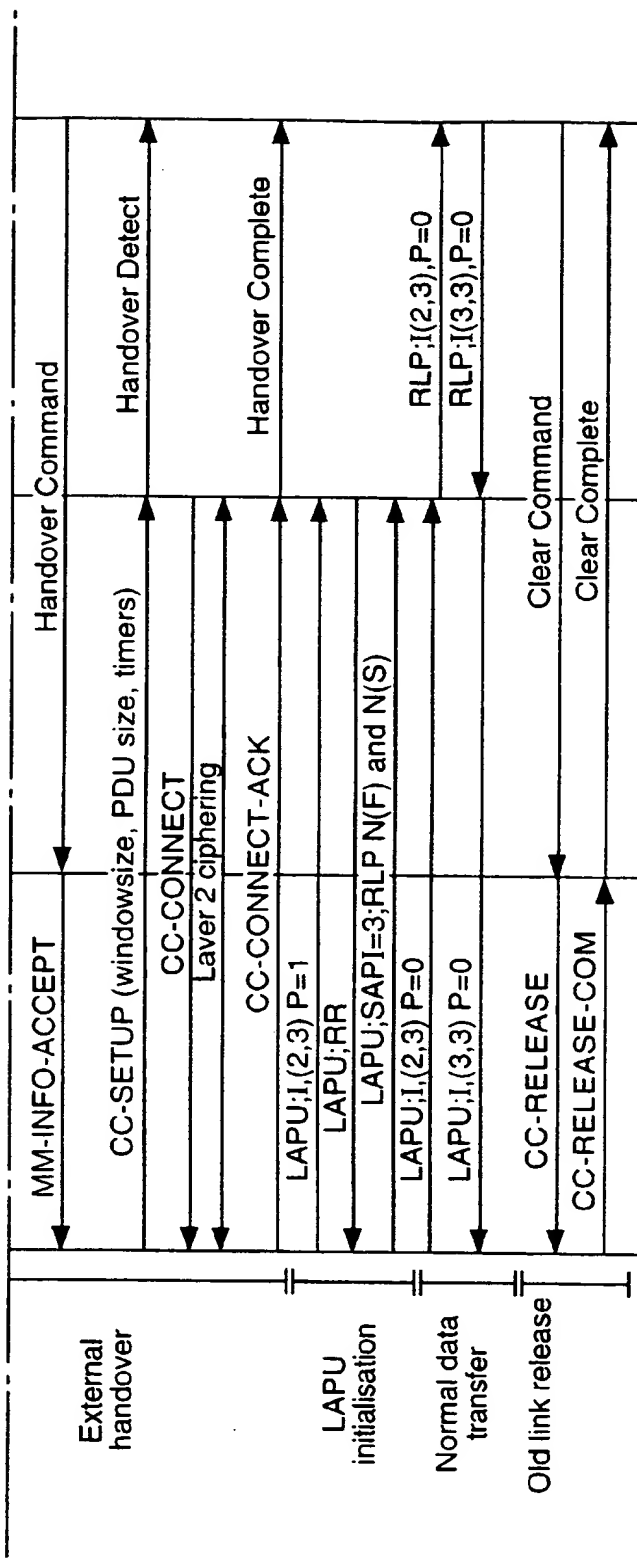 External
handover
LAPU
initialisation
Normal data
transfer
Old link release
Handover Command
MM-INFO-ACCEPT
CC-SETUP (windowsize, PDU size, timers)
Handover Detect
CC-CONNECT
Laver 2 ciphering
CC-CONNECT-ACK
Handover Complete
LAPU;I,(2,3) P=1
LAPU;RR
LAPU;SAPI=3;RLP N(F) and N(S)
LAPU;I,(2,3) P=0
RLP;I(2,3),P=0
LAPU;I,(3,3) P=0
RLP;I(3,3),P=0
Clear Command
CC-RELEASE
Clear Complete
CC-RELEASE-COM